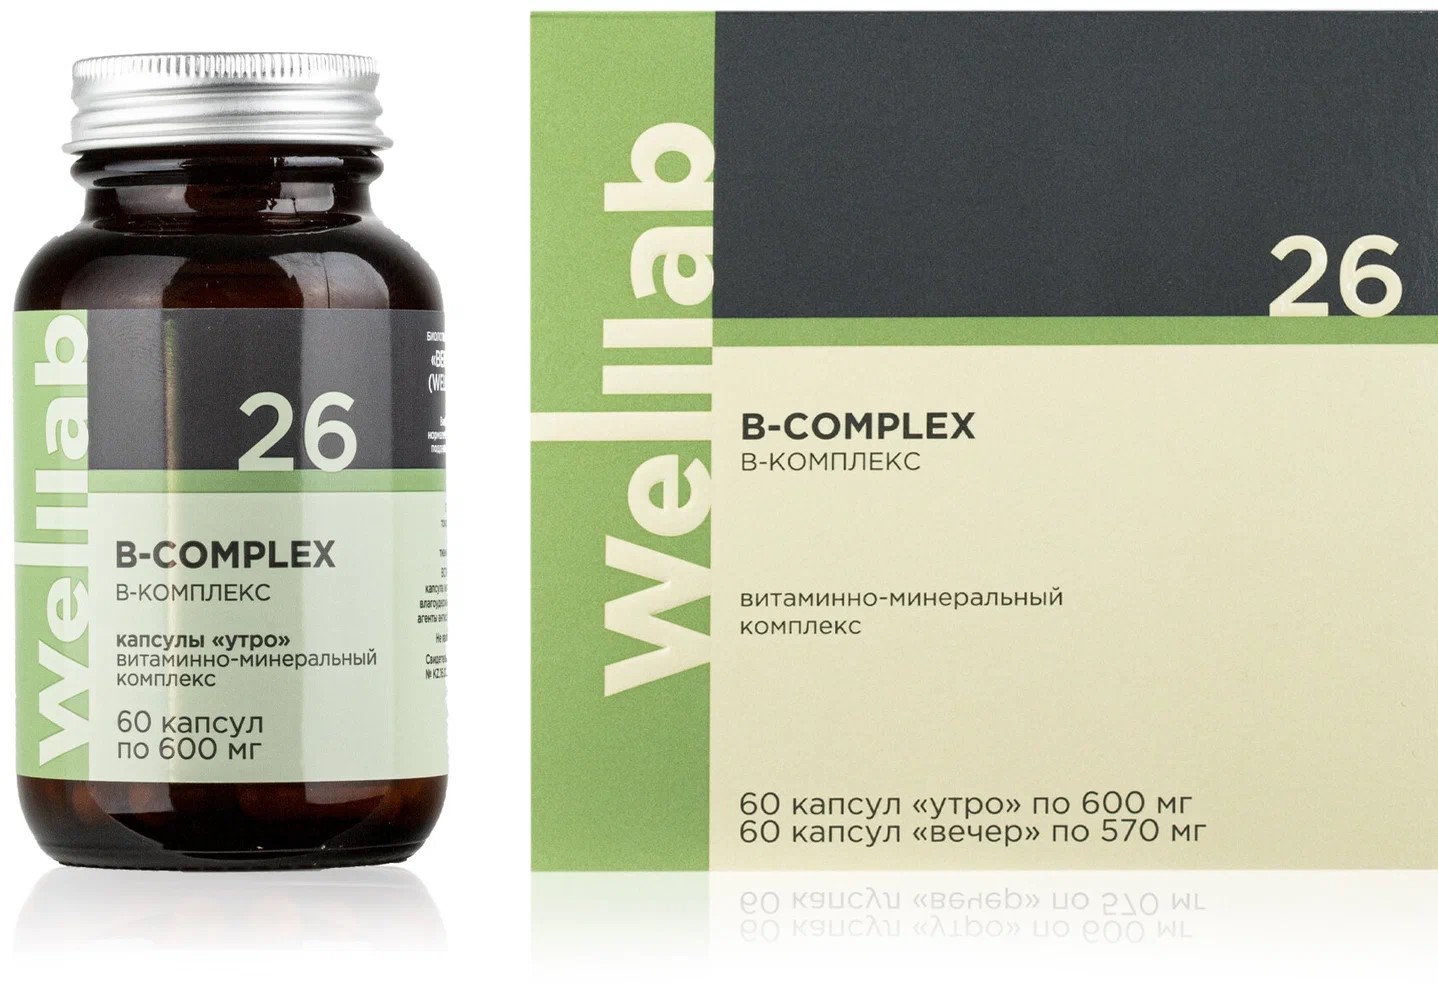 wellab
26
B-COMPLEX
В-КОМПЛЕКС
капсулы «утро»
витаминно-минеральный
комплекс
60 капсул
по 600 мг
wellab
26
B-COMPLEX
В-КОМПЛЕКС
витаминно-минеральный
комплекс
60 капсул «утро» по 600 мг
60 капсул «вечер» по 570 мг